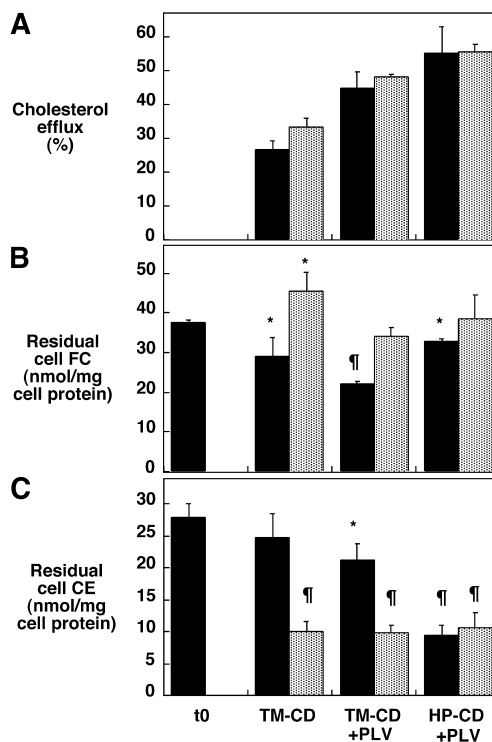 A
Cholesterol
efflux
(%)
60
50
40
30
20
10
0
B
Residual
cell FC
(nmol/mg
cell protein)
50
40
30
20
10
0
*
*
¶
*
C
Residual
cell CE
(nmol/mg
cell protein)
30
25
20
15
10
5
0
¶
*
¶
¶
¶
t0
TM-CD
TM-CD
+PLV
HP-CD
+PLV